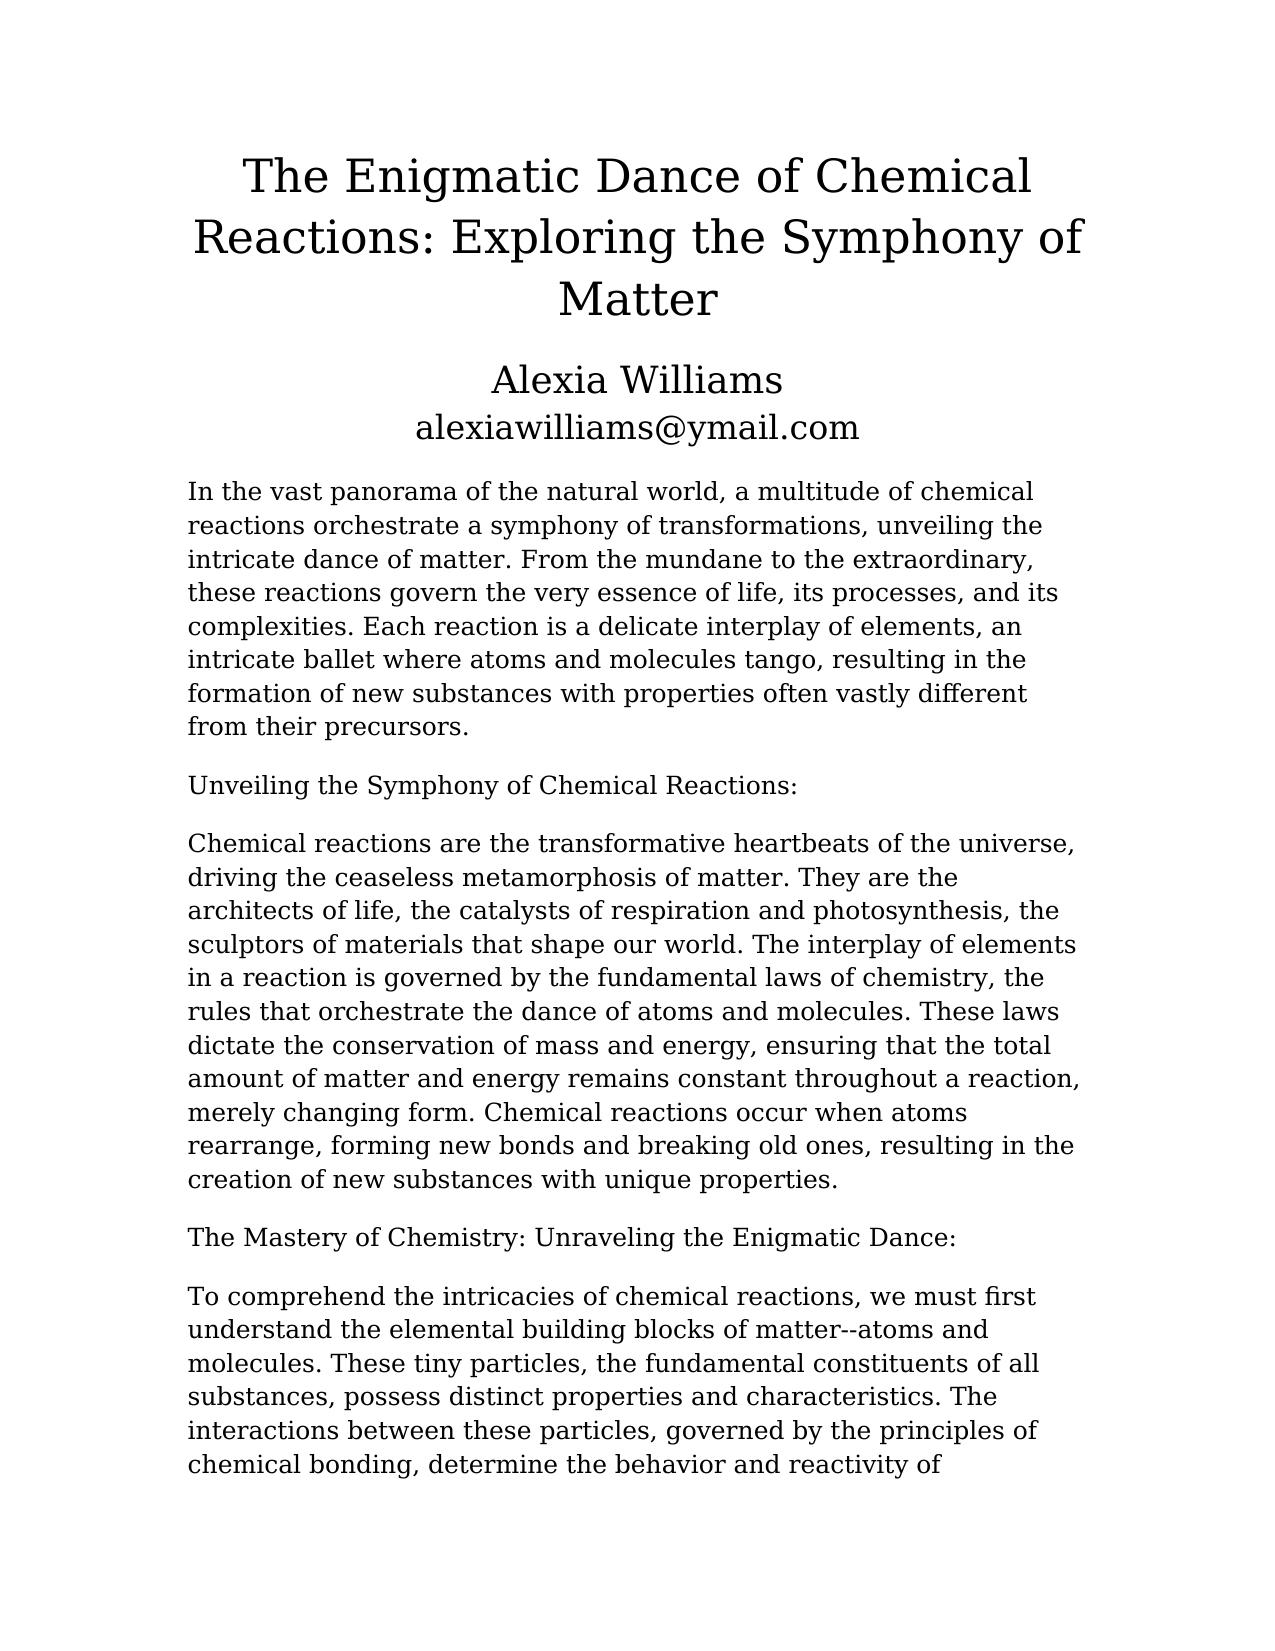 The Enigmatic Dance of Chemical
Reactions: Exploring the Symphony of
Matter
Alexia Williams
alexiawilliams@ymail.com
In the vast panorama of the natural world, a multitude of chemical
reactions orchestrate a symphony of transformations, unveiling the
intricate dance of matter. From the mundane to the extraordinary,
these reactions govern the very essence of life, its processes, and its
complexities. Each reaction is a delicate interplay of elements, an
intricate ballet where atoms and molecules tango, resulting in the
formation of new substances with properties often vastly different
from their precursors.
Unveiling the Symphony of Chemical Reactions:
Chemical reactions are the transformative heartbeats of the universe,
driving the ceaseless metamorphosis of matter. They are the
architects of life, the catalysts of respiration and photosynthesis, the
sculptors of materials that shape our world. The interplay of elements
in a reaction is governed by the fundamental laws of chemistry, the
rules that orchestrate the dance of atoms and molecules. These laws
dictate the conservation of mass and energy, ensuring that the total
amount of matter and energy remains constant throughout a reaction,
merely changing form. Chemical reactions occur when atoms
rearrange, forming new bonds and breaking old ones, resulting in the
creation of new substances with unique properties.
The Mastery of Chemistry: Unraveling the Enigmatic Dance:
To comprehend the intricacies of chemical reactions, we must first
understand the elemental building blocks of matter--atoms and
molecules. These tiny particles, the fundamental constituents of all
substances, possess distinct properties and characteristics. The
interactions between these particles, governed by the principles of
chemical bonding, determine the behavior and reactivity of